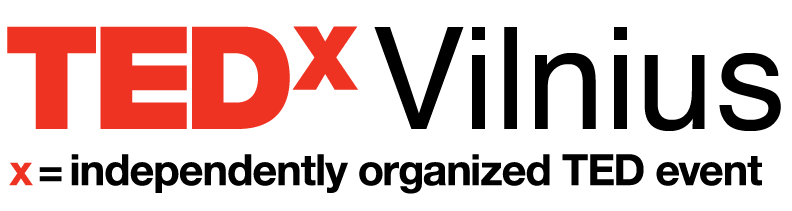 TEDx Vilnius
x = independently organized TED event